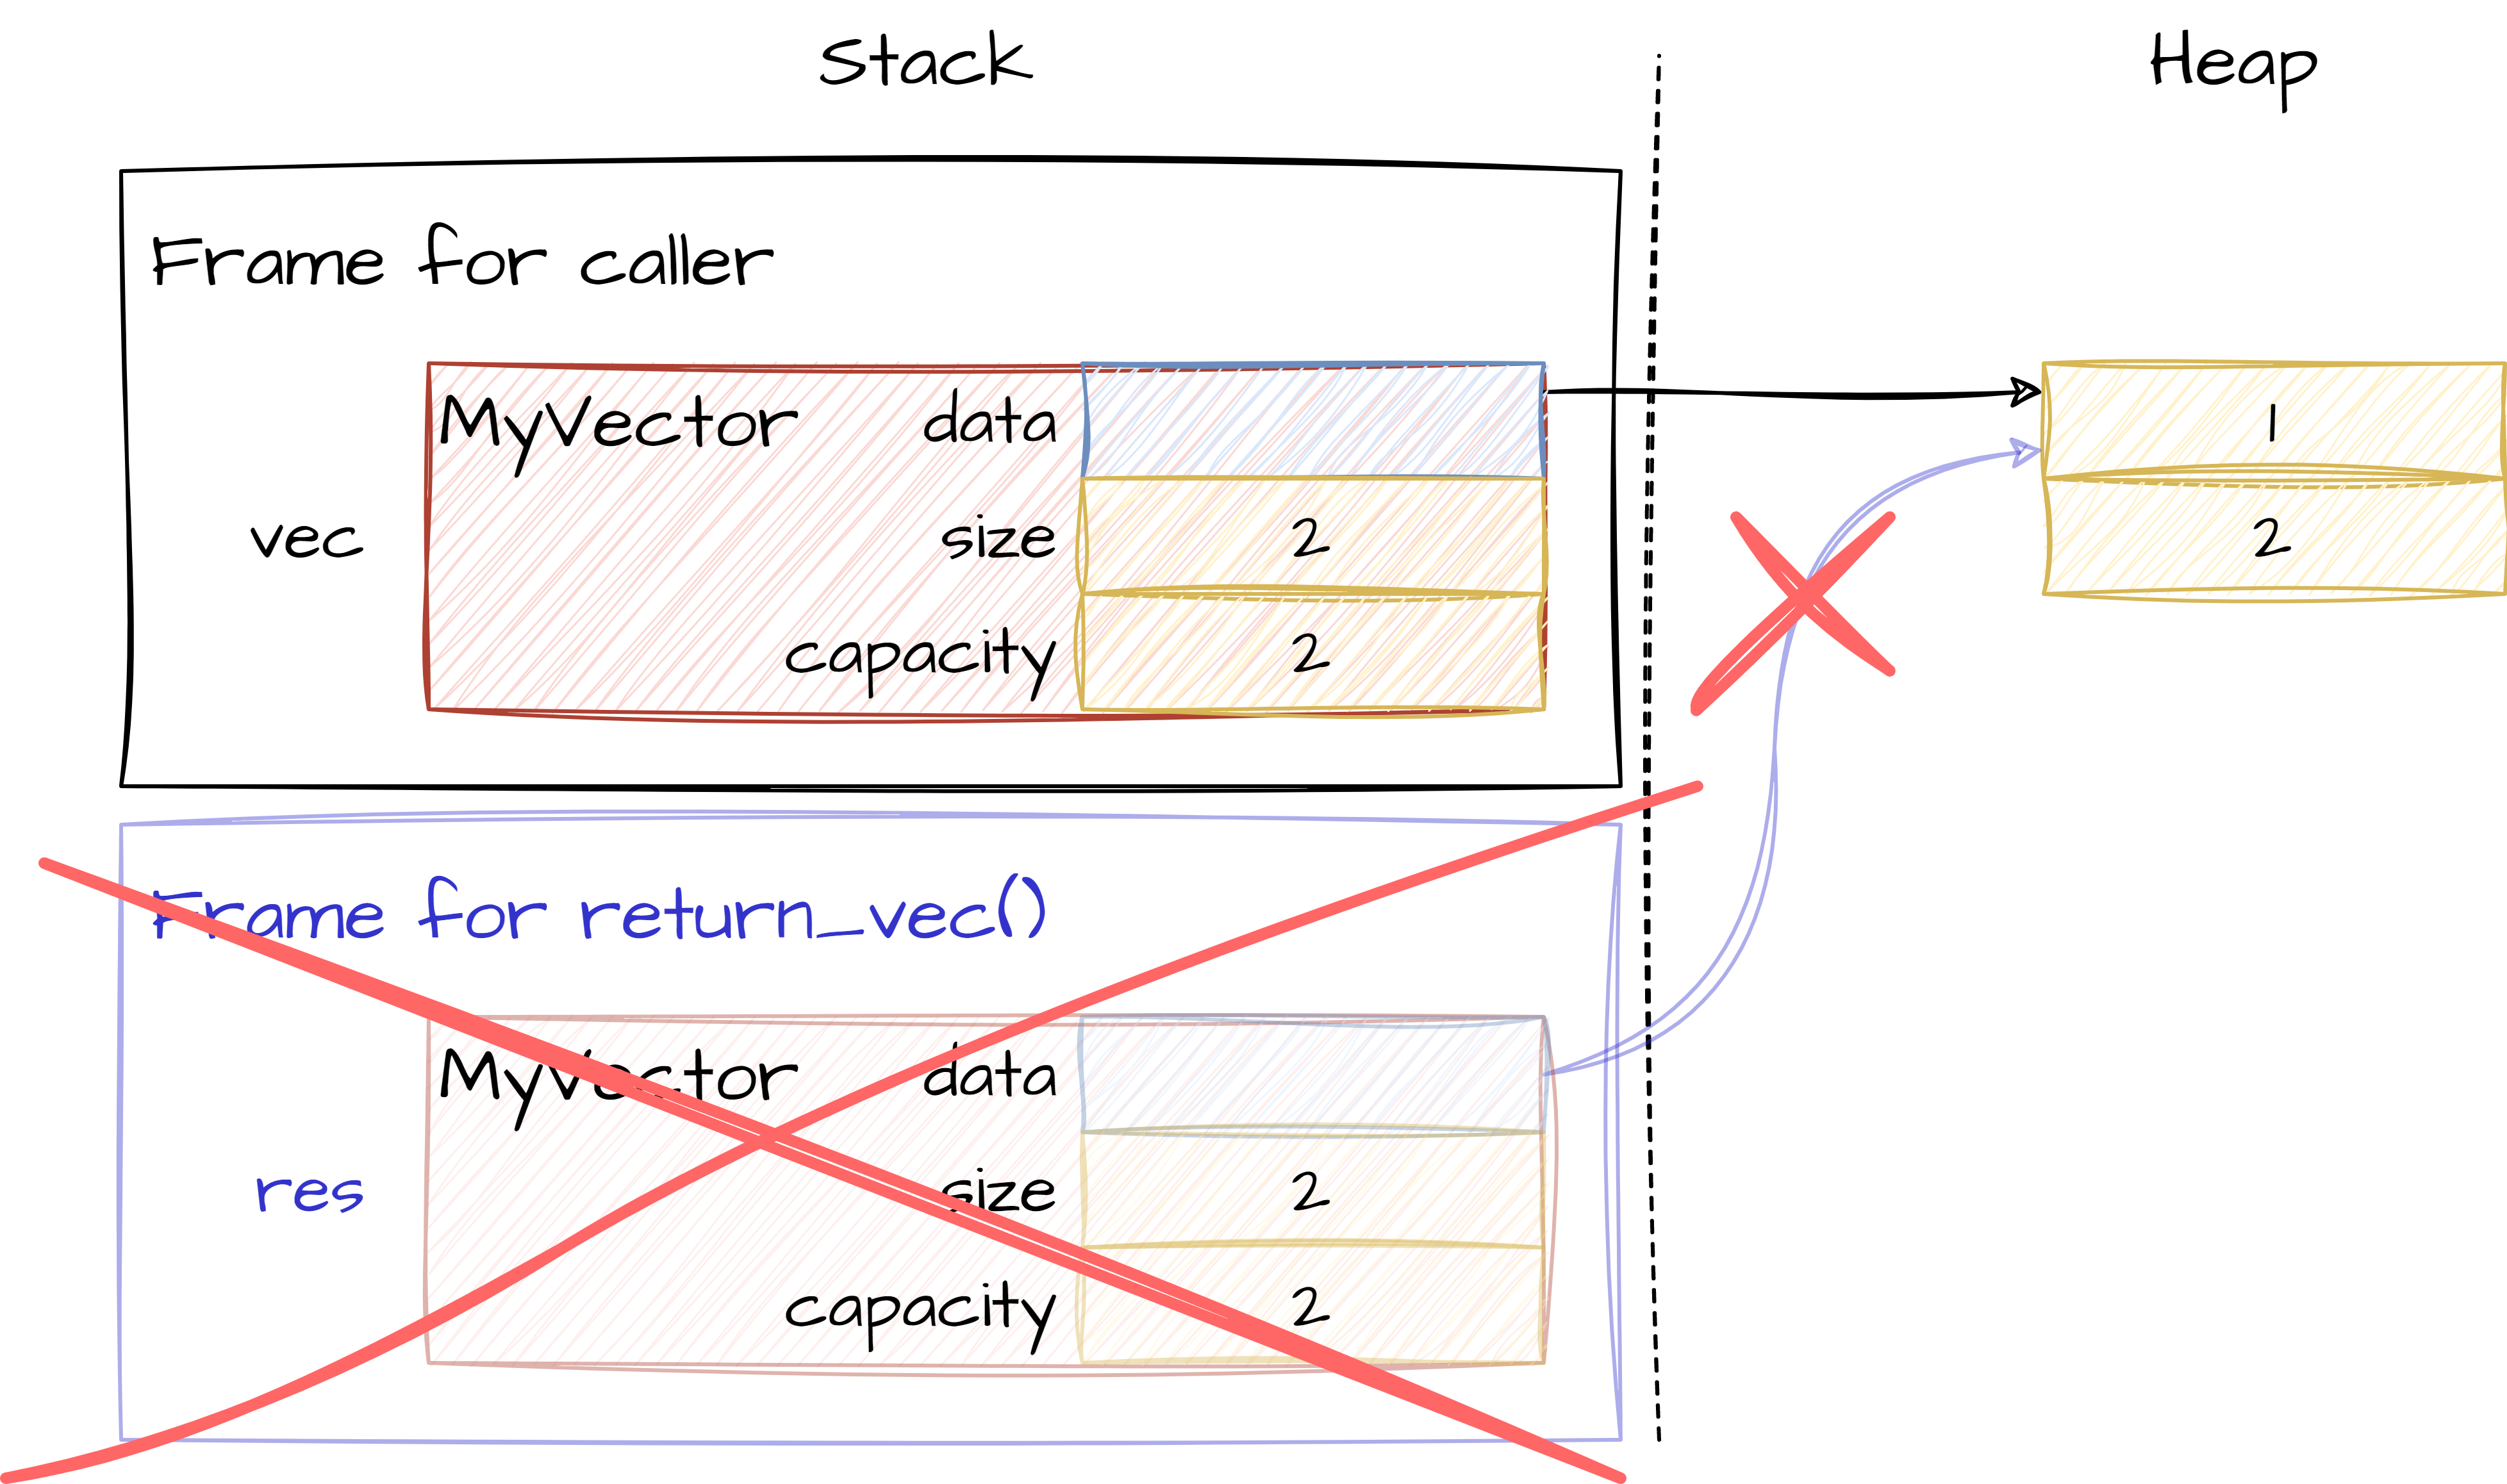 Stack
Heap
Frame for caller
MyVector
data
1
vec
size
2
2
capacity
2
Frame for return_vec()
MyVector
data
res
size
2
capacity
2